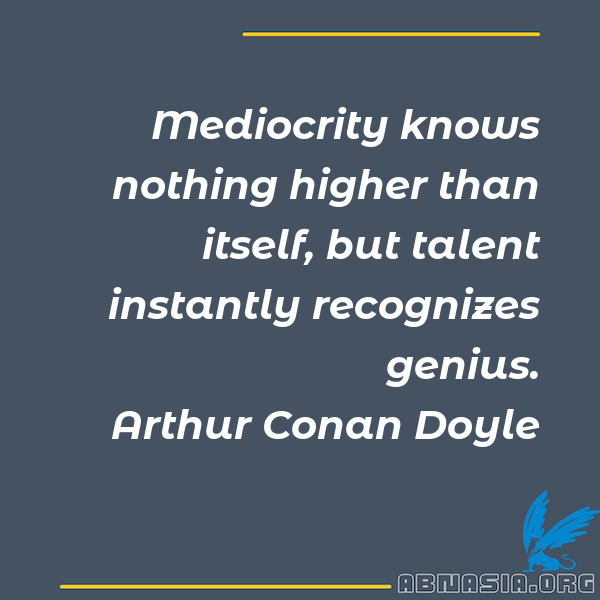 Mediocrity knows
nothing higher than
itself, but talent
instantly recognizes
genius.
Arthur Conan Doyle
ABNASIA.ORG